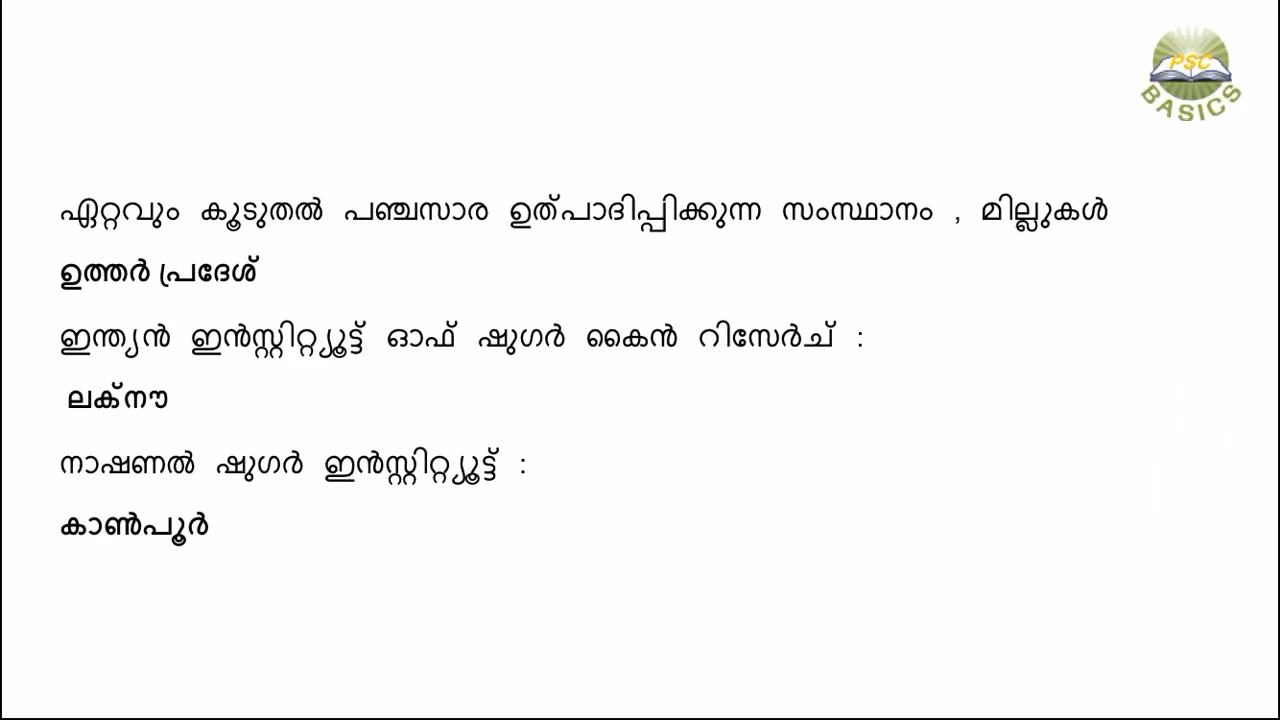 PSC
BASICS
ഏറ്റവും കൂടുതൽ പഞ്ചസാര ഉത്പാദിപ്പിക്കുന്ന സംസ്ഥാനം , മില്ലുകൾ
ഉത്തർ പ്രദേശ്
ഇന്ത്യൻ ഇൻസ്റ്റിറ്റ്യൂട്ട് ഓഫ് ഷുഗർ കൈൻ റിസേർച് :
ലക്നൗ
നാഷണൽ ഷുഗർ ഇൻസ്റ്റിറ്റ്യൂട്ട് :
കാൺപൂർ